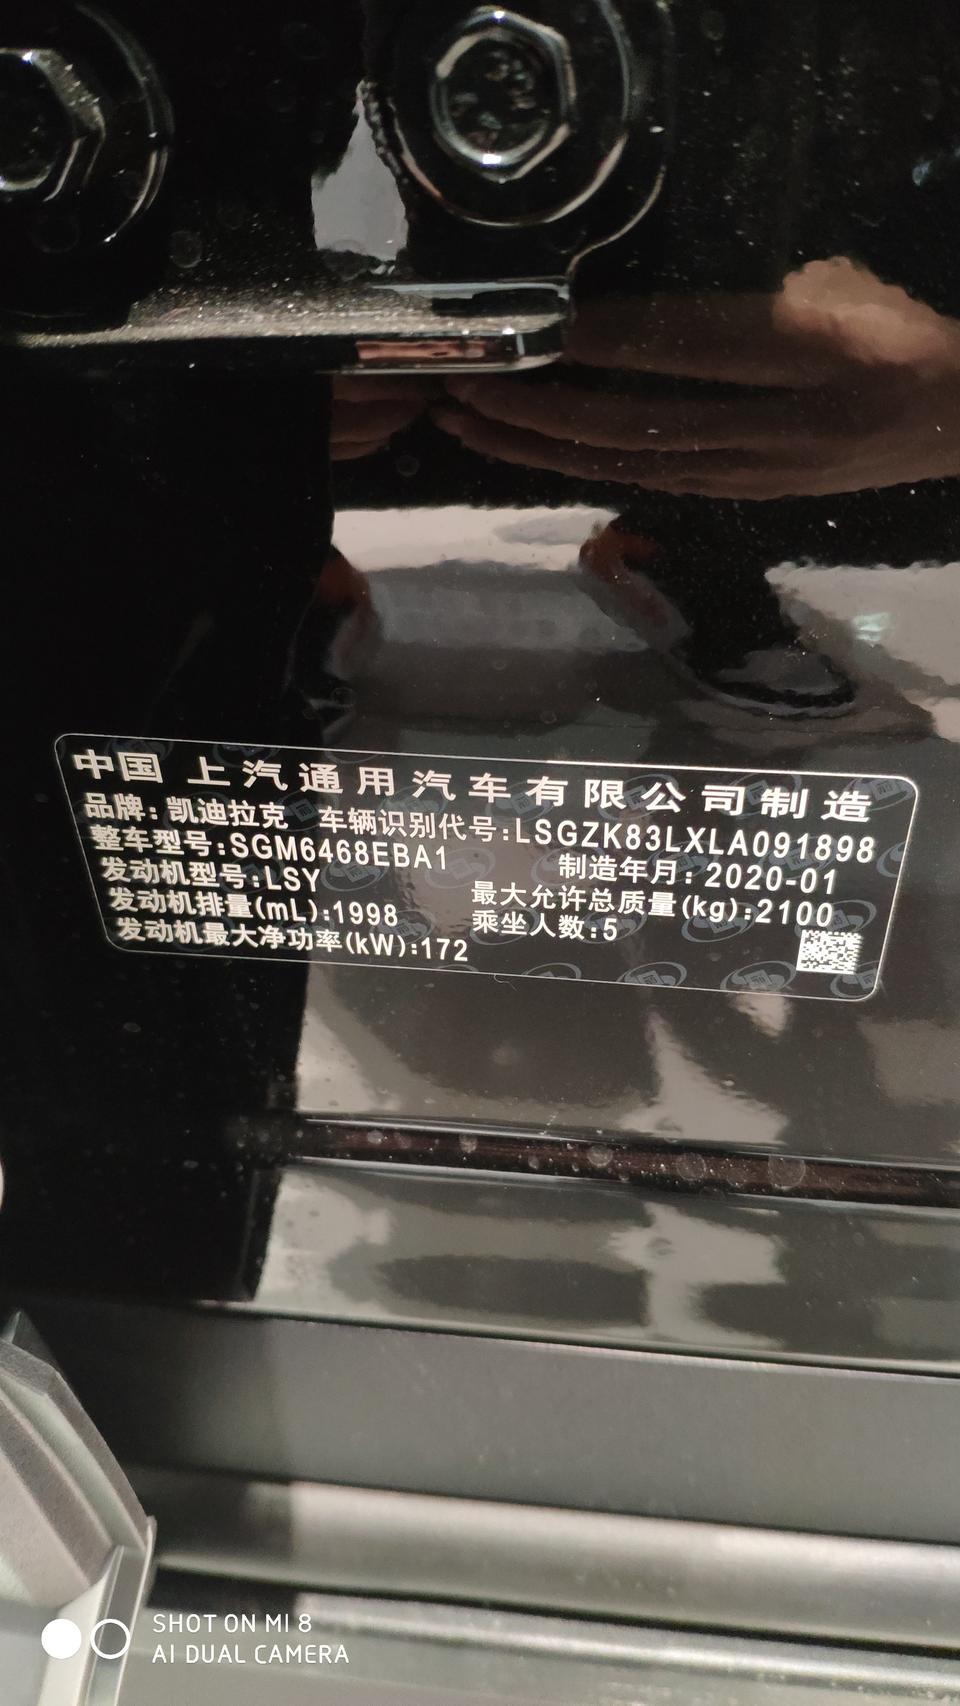 中国 上汽通用汽车有限公司制造
品牌:凯迪拉克 车辆识别代号:LSGZK83LXLA091898
整车型号:SGM6468EBA1 制造年月:2020-01
发动机型号:LSY 最大允许总质量(kg):2100
发动机排量(mL):1998 乘坐人数:5
发动机最大净功率(kW):172
SHOT ON MI 8
AI DUAL CAMERA